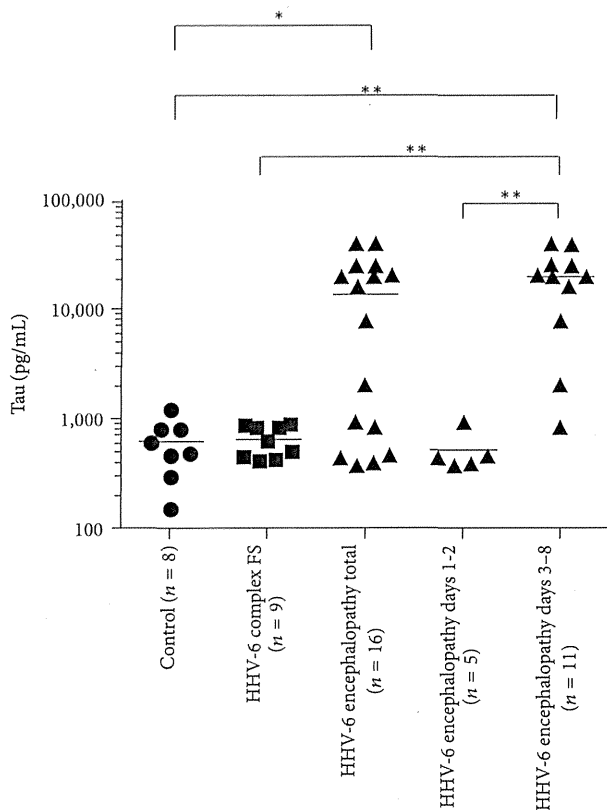 *
**
**
**
100,000
10,000
1,000
100
Tau (pg/mL)
Control (n = 8)
HHV-6 complex FS
(n = 9)
HHV-6 encephalopathy total
(n = 16)
HHV-6 encephalopathy days 1-2
(n = 5)
HHV-6 encephalopathy days 3–8
(n = 11)